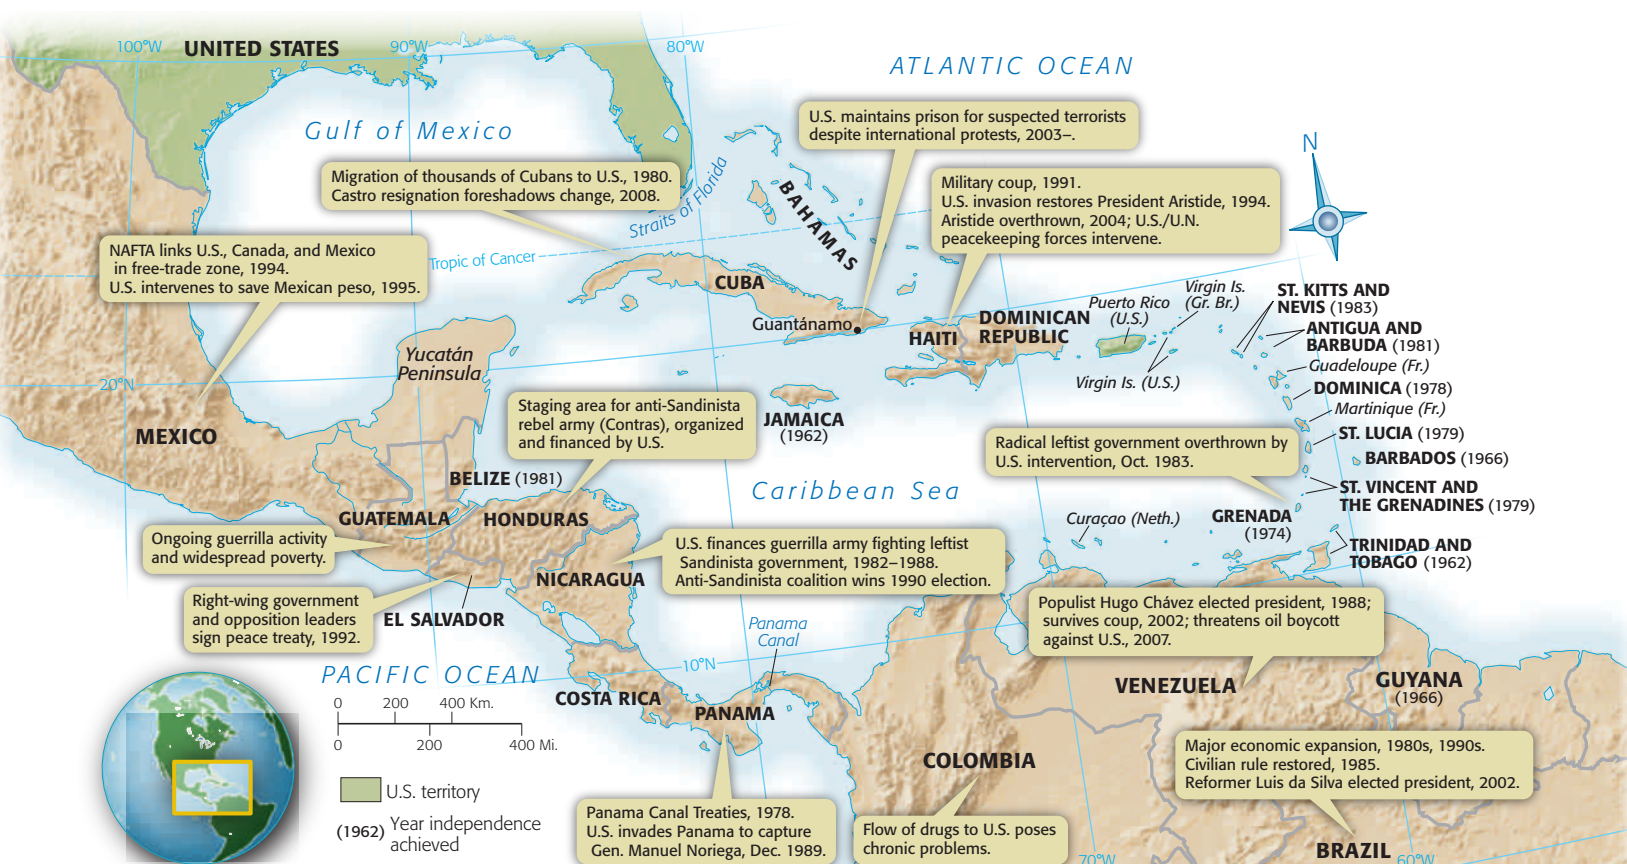 100°W
UNITED STATES
90°W
80°W
ATLANTIC OCEAN
Gulf of Mexico
U.S. maintains prison for suspected terrorists
despite international protests, 2003–.
N
Migration of thousands of Cubans to U.S., 1980.
Castro resignation foreshadows change, 2008.
Straits of Florida
BAHAMAS
Military coup, 1991.
U.S. invasion restores President Aristide, 1994.
Aristide overthrown, 2004; U.S./U.N.
peacekeeping forces intervene.
NAFTA links U.S., Canada, and Mexico
in free-trade zone, 1994.
U.S. intervenes to save Mexican peso, 1995.
Tropic of Cancer
CUBA
Guantánamo
HAITI
DOMINICAN
REPUBLIC
Puerto Rico
(U.S.)
Virgin Is.
(Gr. Br.)
Virgin Is. (U.S.)
ST. KITTS AND
NEVIS (1983)
ANTIGUA AND
BARBUDA (1981)
Guadeloupe (Fr.)
DOMINICA (1978)
Martinique (Fr.)
ST. LUCIA (1979)
BARBADOS (1966)
ST. VINCENT AND
THE GRENADINES (1979)
GRENADA
(1974)
TRINIDAD AND
TOBAGO (1962)
Yucatán
Peninsula
20°N
MEXICO
Staging area for anti-Sandinista
rebel army (Contras), organized
and financed by U.S.
JAMAICA
(1962)
Radical leftist government overthrown by
U.S. intervention, Oct. 1983.
BELIZE (1981)
Caribbean Sea
GUATEMALA
HONDURAS
Curaçao (Neth.)
Ongoing guerrilla activity
and widespread poverty.
U.S. finances guerrilla army fighting leftist
Sandinista government, 1982–1988.
Anti-Sandinista coalition wins 1990 election.
NICARAGUA
Right-wing government
and opposition leaders
sign peace treaty, 1992.
EL SALVADOR
Populist Hugo Chávez elected president, 1988;
survives coup, 2002; threatens oil boycott
against U.S., 2007.
Panama
Canal
10°N
PACIFIC OCEAN
COSTA RICA
PANAMA
VENEZUELA
GUYANA
(1966)
COLOMBIA
Major economic expansion, 1980s, 1990s.
Civilian rule restored, 1985.
Reformer Luis da Silva elected president, 2002.
0 200 400 Km.
0 200 400 Mi.
U.S. territory
(1962) Year independence
achieved
Panama Canal Treaties, 1978.
U.S. invades Panama to capture
Gen. Manuel Noriega, Dec. 1989.
Flow of drugs to U.S. poses
chronic problems.
BRAZIL
70°W
60°W